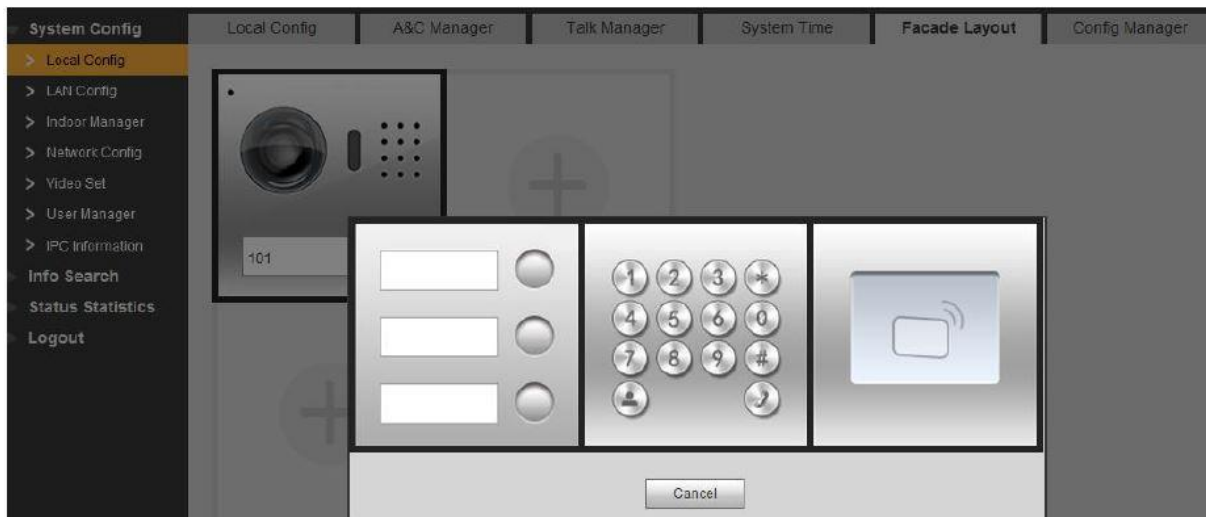 System Config
Local Config
LAN Config
Indoor Manager
Network Config
Video Set
User Manager
IPC Information
Info Search
Status Statistics
Logout
Local Config A&C Manager Talk Manager System Time Facade Layout Config Manager
101
1 2 3 *
4 5 6 0
7 8 9 #
Cancel